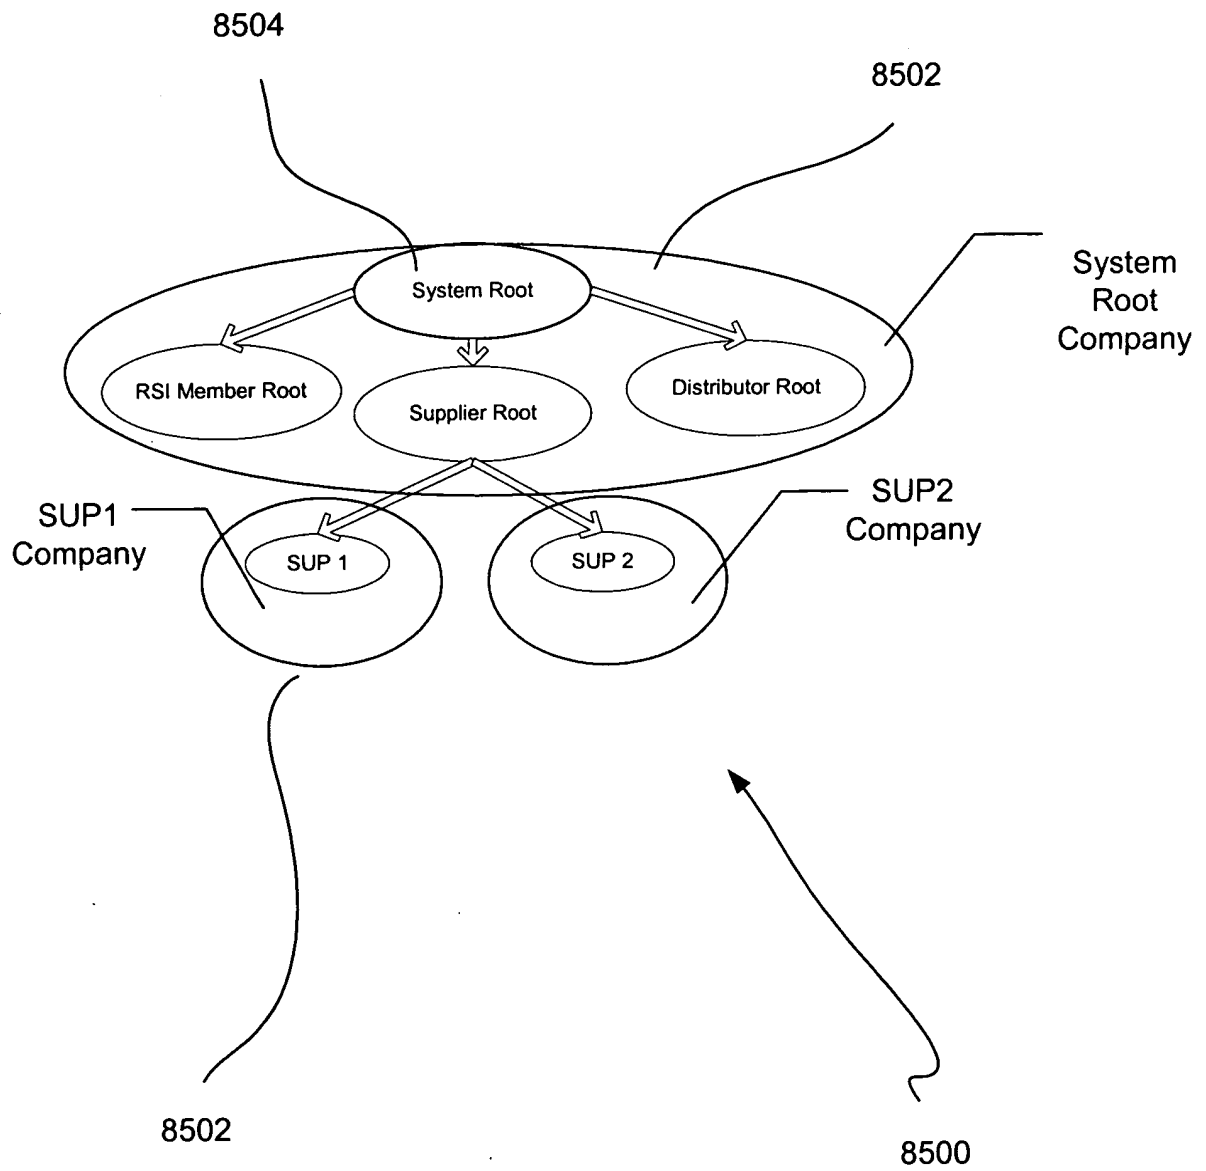 8504
8502
System
Root
Company
System Root
RSI Member Root
Supplier Root
Distributor Root
SUP1
Company
SUP2
Company
SUP 1
SUP 2
8502
8500